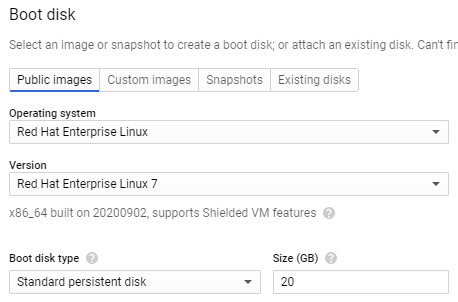 Boot disk
Select an image or snapshot to create a boot disk; or attach an existing disk. Can't
Public images Custom images Snapshots Existing disks
Operating system
Red Hat Enterprise Linux
Version
Red Hat Enterprise Linux 7
x86_64 built on 20200902, supports Shielded VM features ?
Boot disk type ? Size (GB) ?
Standard persistent disk 20